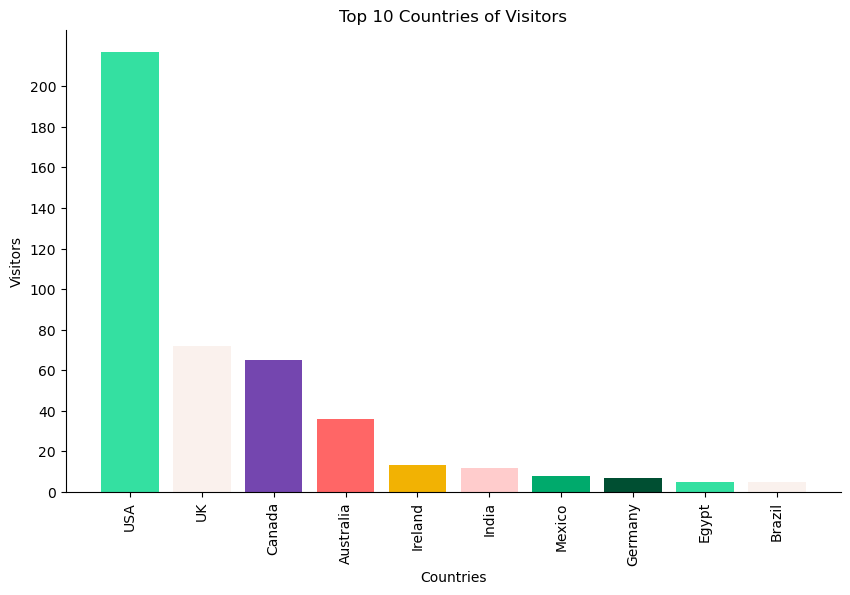 Top 10 Countries of Visitors
Visitors
200
180
160
140
120
100
80
60
40
20
0
USA
UK
Canada
Australia
Ireland
India
Mexico
Germany
Egypt
Brazil
Countries